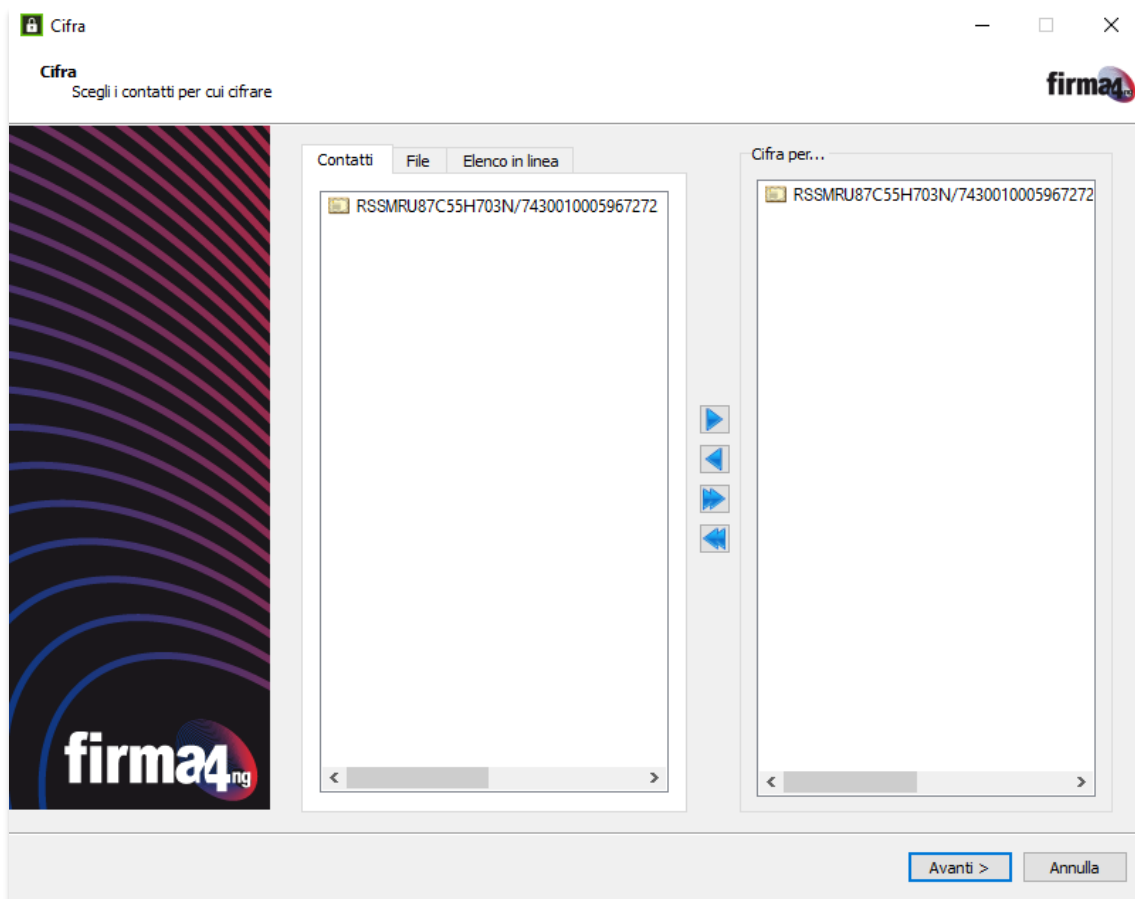 Cifra
Cifra
Scegli i contatti per cui cifrare
firma4ng
Contatti File Elenco in linea
RSSMRU87C55H703N/7430010005967272
Cifra per...
RSSMRU87C55H703N/7430010005967272
firma4ng
Avanti > Annulla